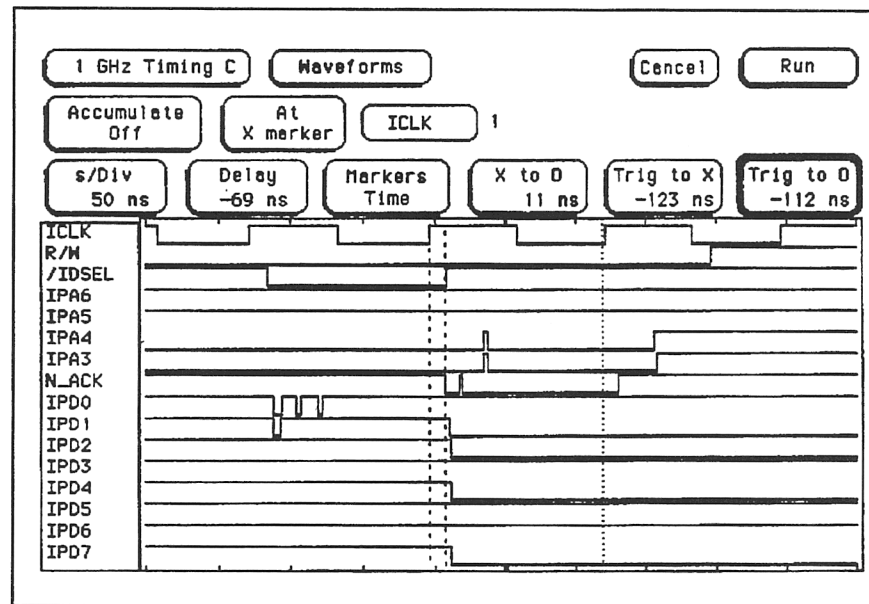 1 GHz Timing C Waveforms Cancel Run
Accumulate Off At X marker ICLK 1
s/Div 50 ns Delay -69 ns Markers Time X to O 11 ns Trig to X -123 ns Trig to O -112 ns
ICLK
R/W
/IDSEL
IPA6
IPA5
IPA4
IPA3
N_ACK
IPD0
IPD1
IPD2
IPD3
IPD4
IPD5
IPD6
IPD7